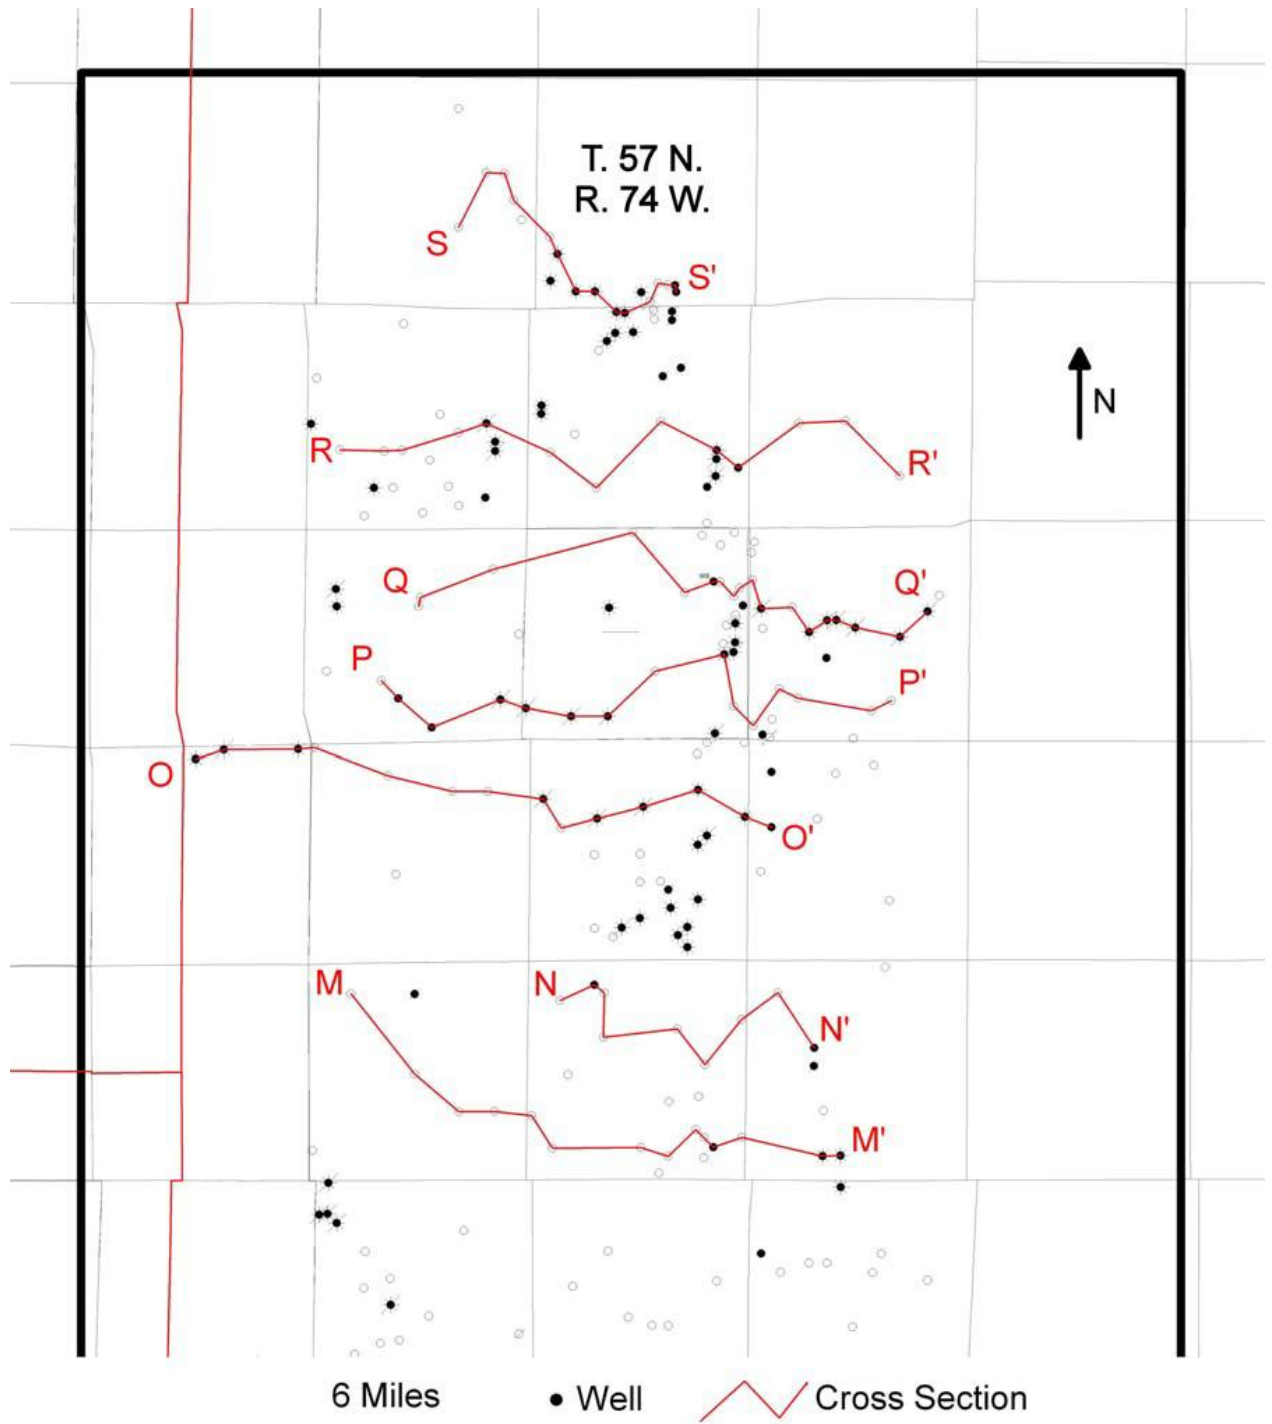 T. 57 N.
R. 74 W.
S
S'
N
R
R'
Q
Q'
P
P'
O
O'
M
N
N'
M'
6 Miles
Well
Cross Section